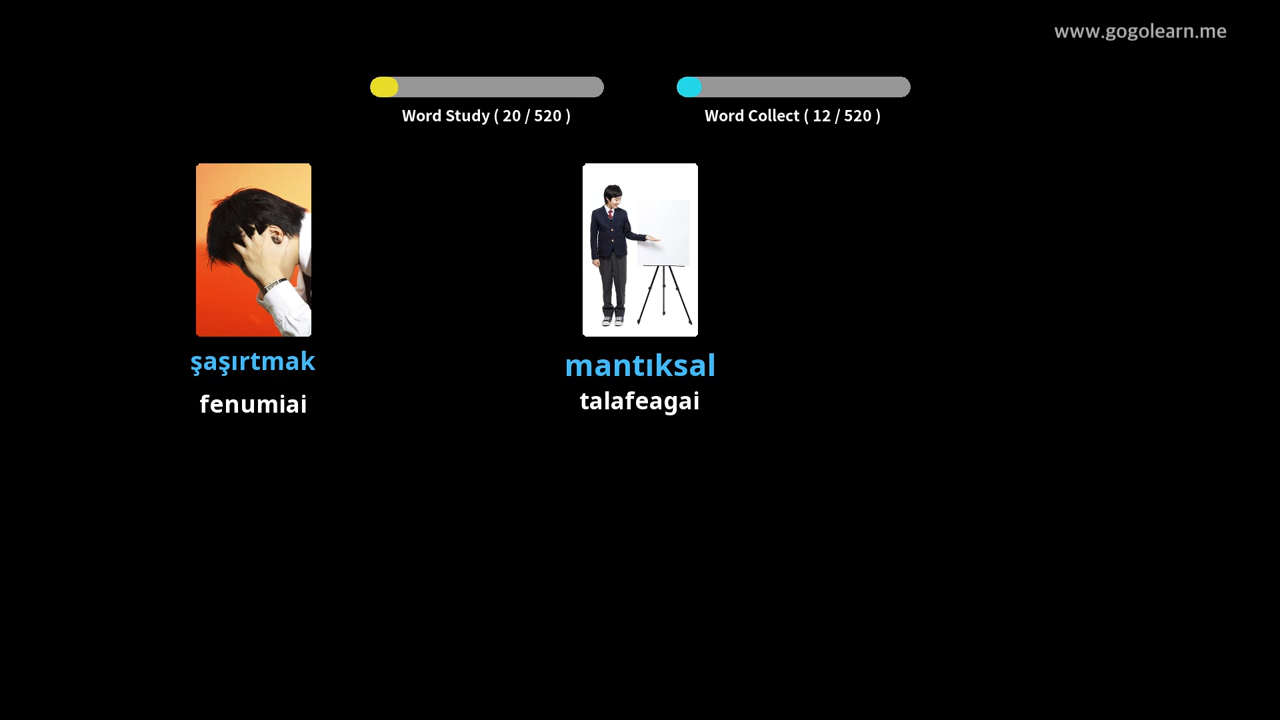 www.gogolearn.me
Word Study ( 20 / 520 )
Word Collect ( 12 / 520 )
şaşırtmak
fenumiai
mantıksal
talafeagai